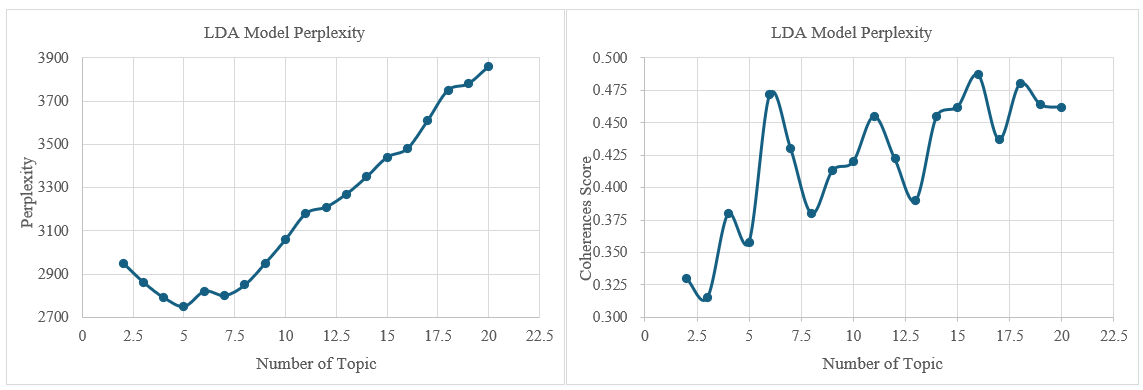 LDA Model Perplexity
3900
3700
3500
3300
3100
2900
2700
Perplexity
0 2.5 5 7.5 10 12.5 15 17.5 20 22.5
Number of Topic
LDA Model Perplexity
0.500
0.475
0.450
0.425
0.400
0.375
0.350
0.325
0.300
Coherences Score
0 2.5 5 7.5 10 12.5 15 17.5 20 22.5
Number of Topic